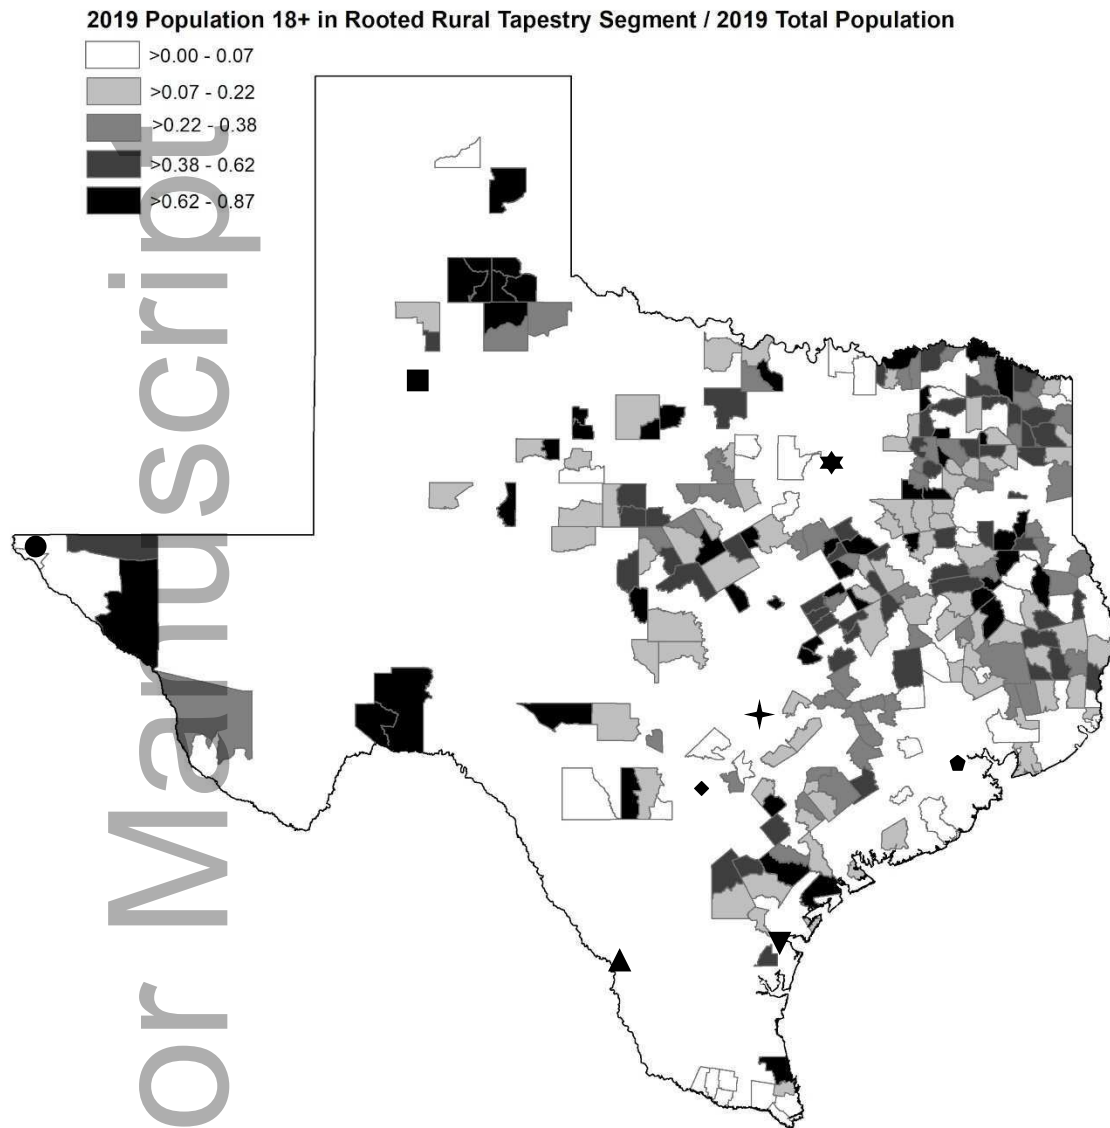 2019 Population 18+ in Rooted Rural Tapestry Segment / 2019 Total Population
>0.00 - 0.07
>0.07 - 0.22
>0.22 - 0.38
>0.38 - 0.62
>0.62 - 0.87
or Manuscript